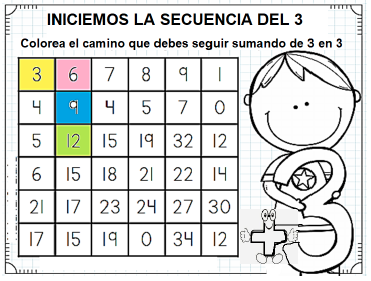 INICIEMOS LA SECUENCIA DEL 3
Colorea el camino que debes seguir sumando de 3 en 3
3 6 7 8 9 1
4 9 4 5 7 0
5 12 15 19 32 12
6 15 18 21 22 14
21 17 23 24 27 30
17 15 19 0 34 12
3
+